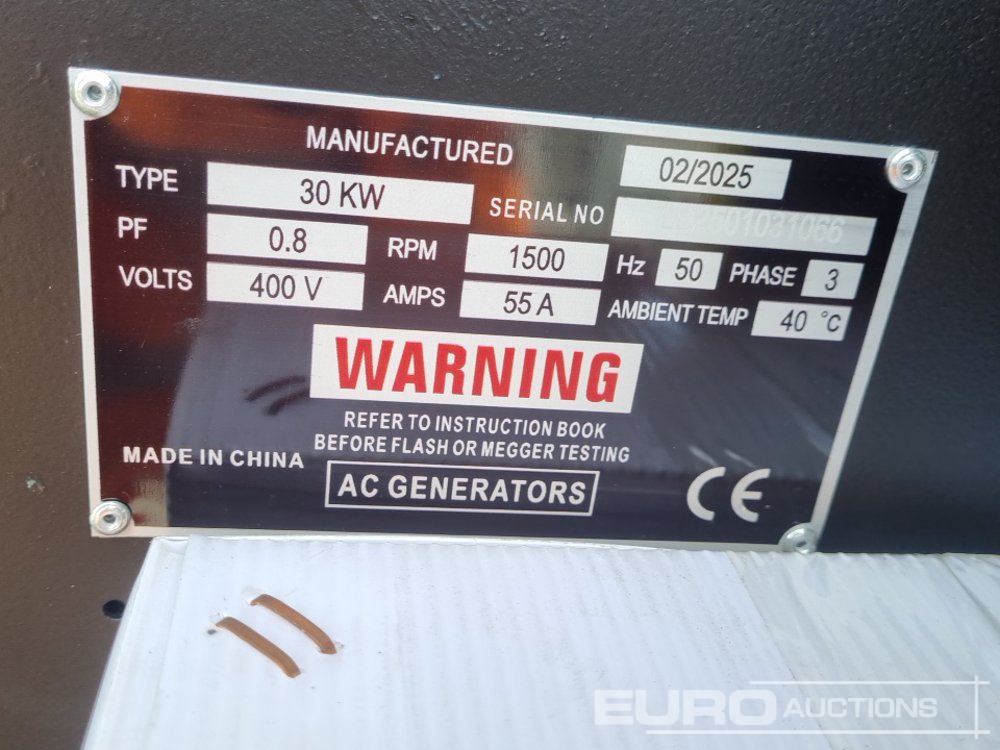 MANUFACTURED 02/2025
TYPE 30 KW SERIAL NO
PF 0.8 RPM 1500 Hz 50 PHASE 3
VOLTS 400 V AMPS 55 A AMBIENT TEMP 40 °C
WARNING
REFER TO INSTRUCTION BOOK
BEFORE FLASH OR MEGGER TESTING
MADE IN CHINA
AC GENERATORS
CE
EURO AUCTIONS